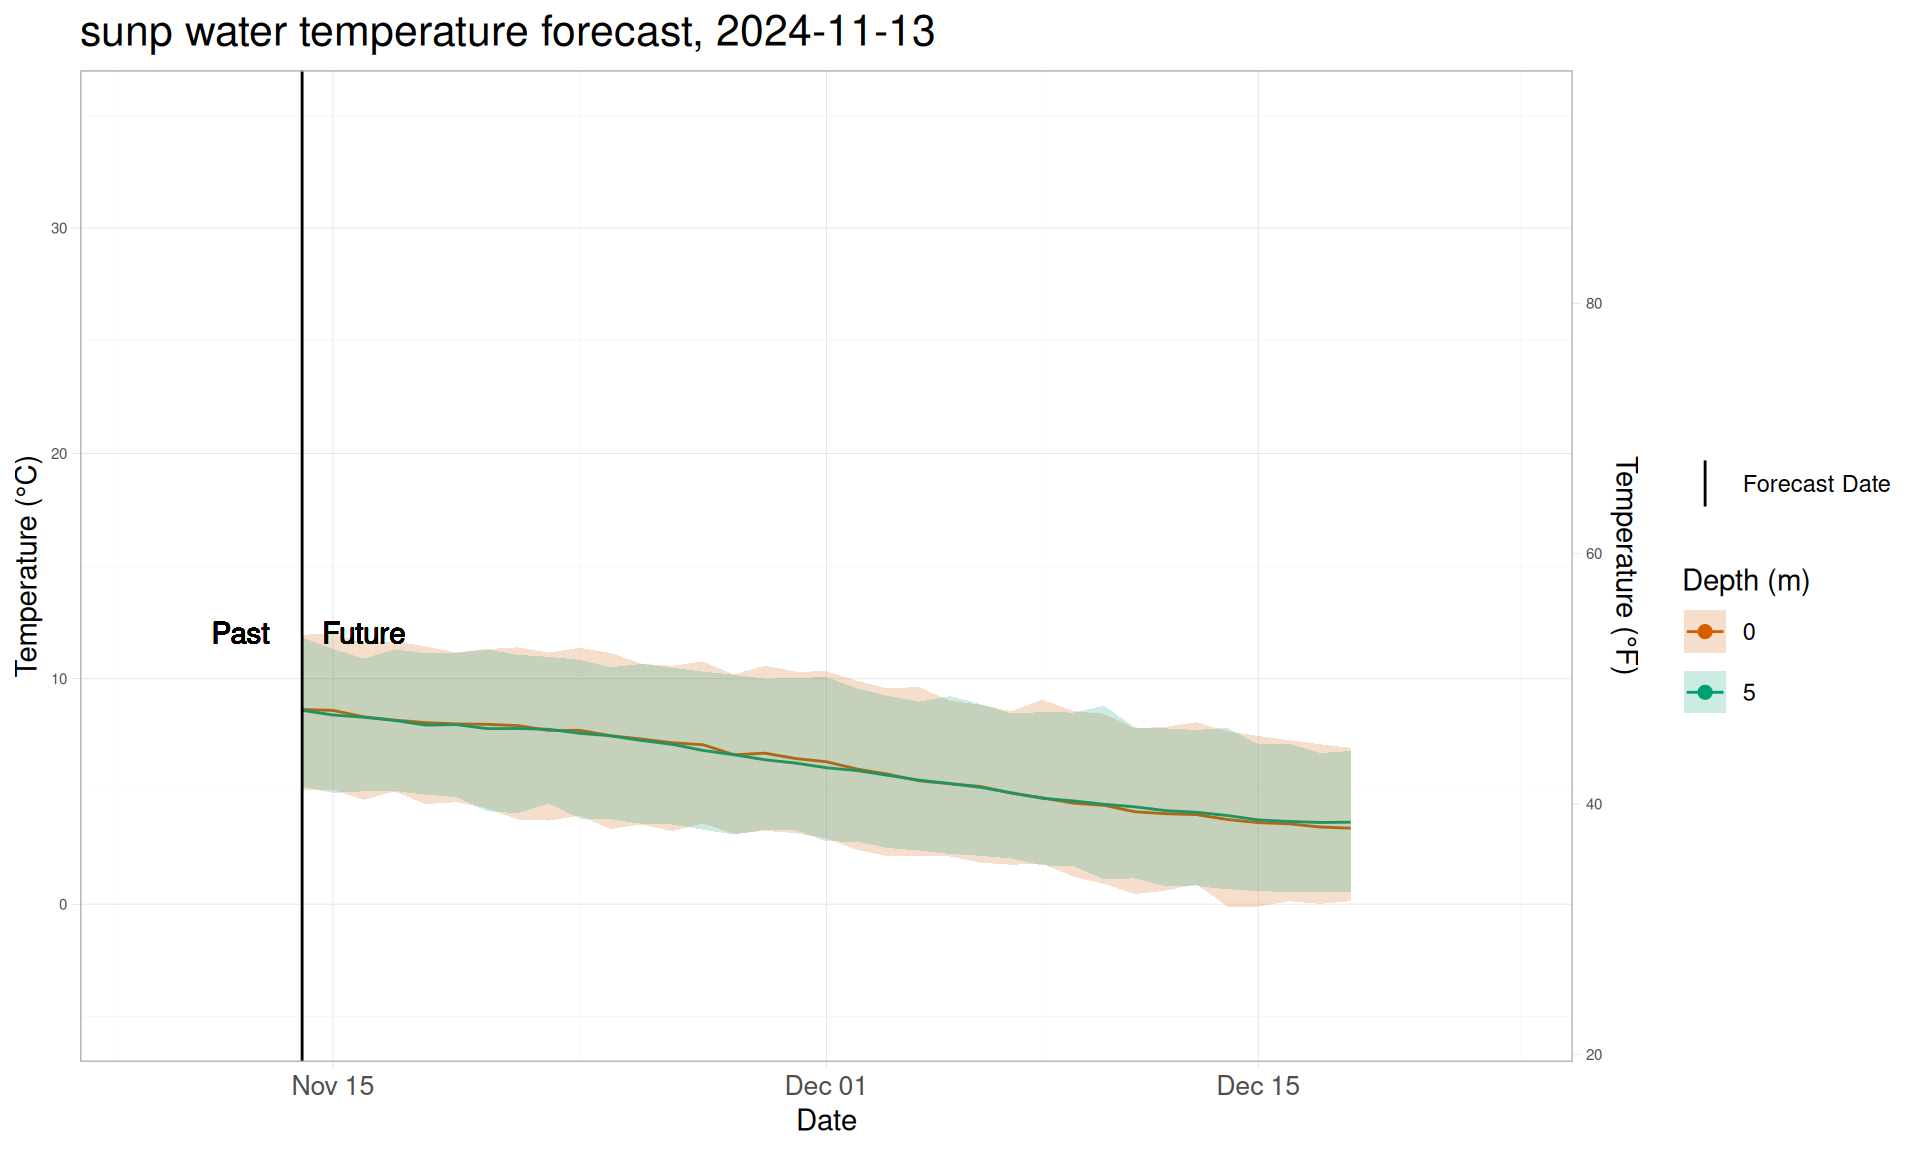 sunp water temperature forecast, 2024-11-13
Temperature (°C)
30
20
10
0
Past
Future
80
60
40
20
Temperature (°F)
Nov 15
Dec 01
Dec 15
Date
Forecast Date
Depth (m)
0
5